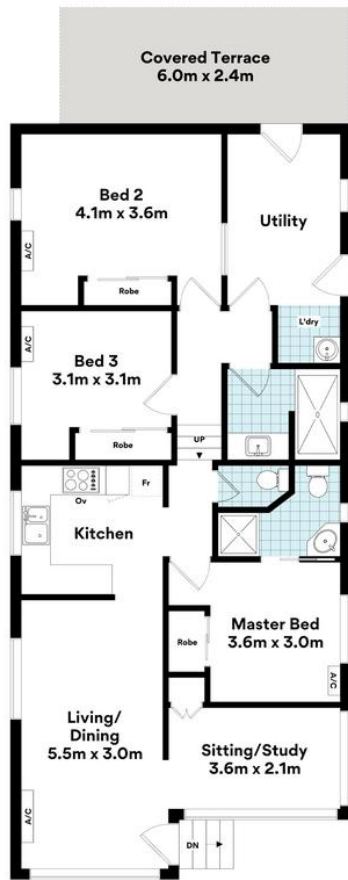 Covered Terrace
6.0m x 2.4m
Bed 2
4.1m x 3.6m
A/C
Robe
Utility
L'dry
A/C
Bed 3
3.1m x 3.1m
Robe
UP
Ov
Fr
Kitchen
Master Bed
3.6m x 3.0m
Robe
A/C
Living/
Dining
5.5m x 3.0m
A/C
Sitting/Study
3.6m x 2.1m
DN